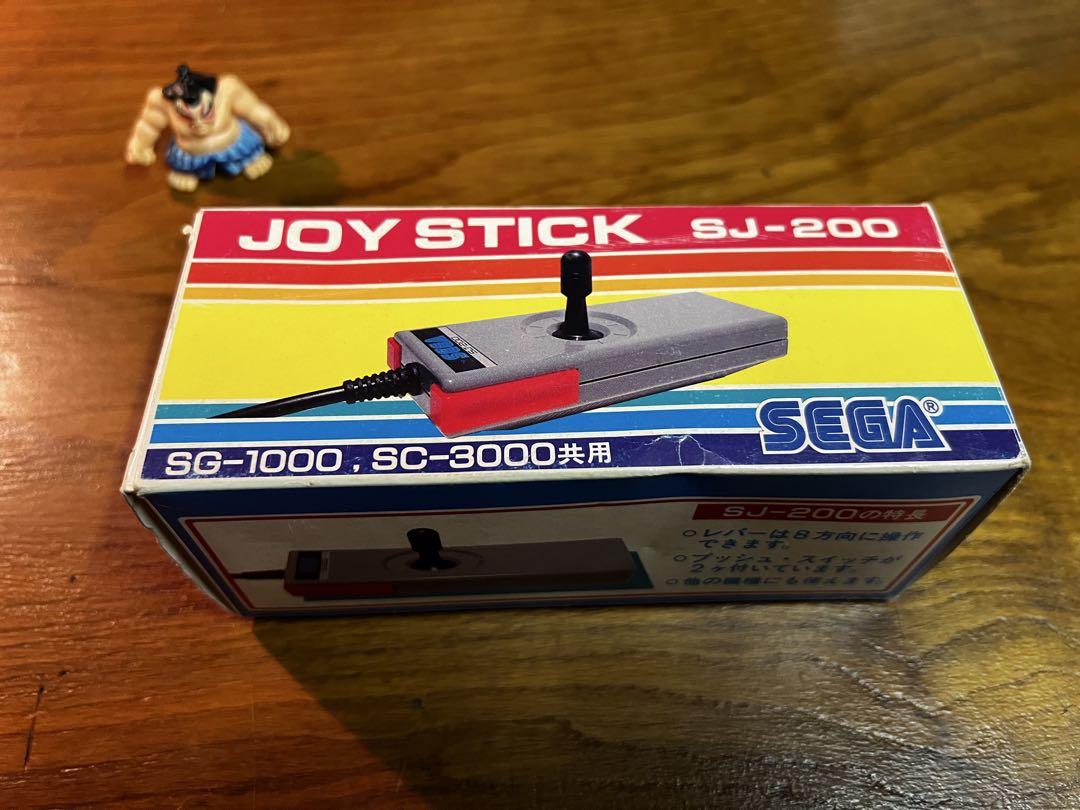 JOY STICK SJ-200
SEGA
SEGA®
SG-1000, SC-3000共用
SJ-200の特長
○レバーは8方向に操作
できます。
○プッシュ・スイッチが
2ヶ付いています。
○他の機種にも使えます。